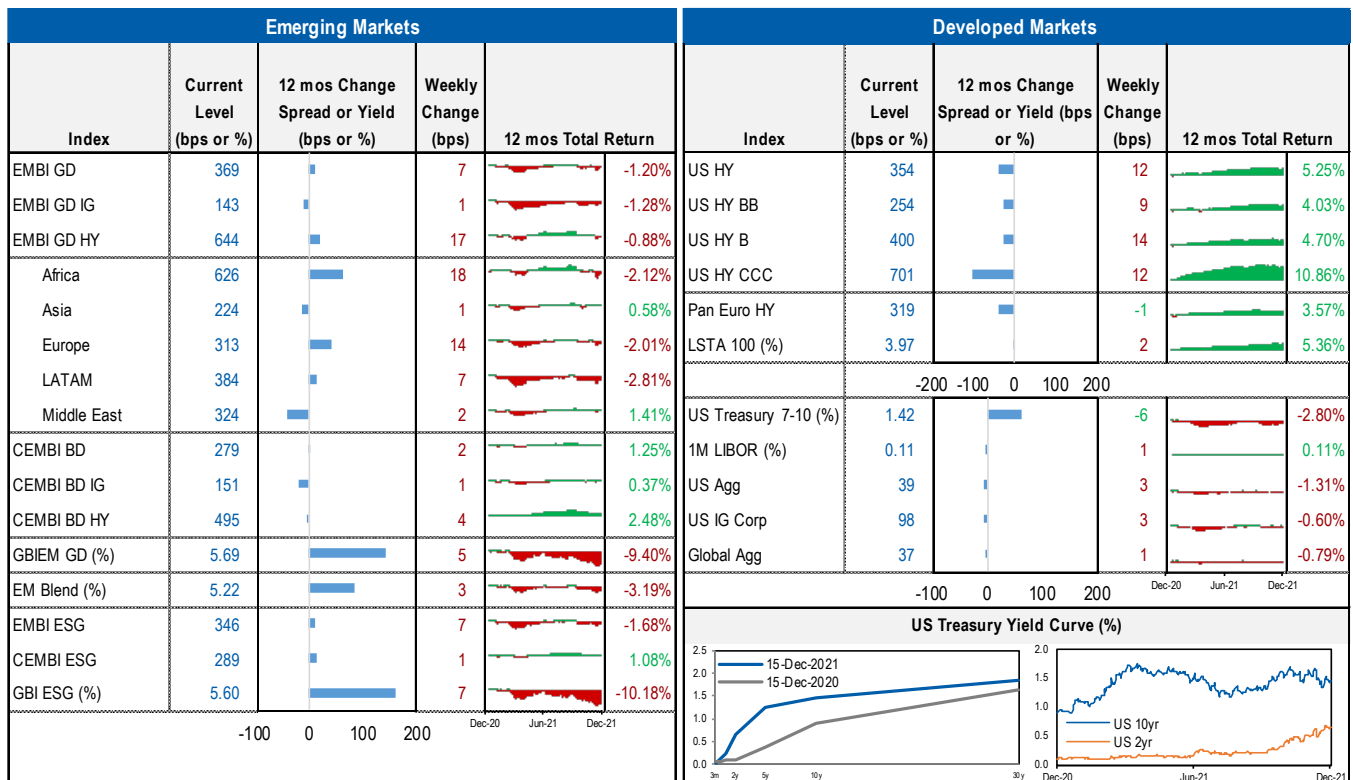 Emerging Markets
Index Current Level (bps or %) 12 mos Change Spread or Yield (bps or %) Weekly Change (bps) 12 mos Total Return
EMBI GD 369 7 -1.20%
EMBI GD IG 143 1 -1.28%
EMBI GD HY 644 17 -0.88%
Africa 626 18 -2.12%
Asia 224 1 0.58%
Europe 313 14 -2.01%
LATAM 384 7 -2.81%
Middle East 324 2 1.41%
CEMBI BD 279 2 1.25%
CEMBI BD IG 151 1 0.37%
CEMBI BD HY 495 4 2.48%
GBIEM GD (%) 5.69 5 -9.40%
EM Blend (%) 5.22 3 -3.19%
EMBI ESG 346 7 -1.68%
CEMBI ESG 289 1 1.08%
GBI ESG (%) 5.60 7 -10.18%
-100 0 100 200
Dec-20 Jun-21 Dec-21
Developed Markets
Index Current Level (bps or %) 12 mos Change Spread or Yield (bps or %) Weekly Change (bps) 12 mos Total Return
US HY 354 12 5.25%
US HY BB 254 9 4.03%
US HY B 400 14 4.70%
US HY CCC 701 12 10.86%
Pan Euro HY 319 -1 3.57%
LSTA 100 (%) 3.97 2 5.36%
-200 -100 0 100 200
US Treasury 7-10 (%) 1.42 -6 -2.80%
1M LIBOR (%) 0.11 1 0.11%
US Agg 39 3 -1.31%
US IG Corp 98 3 -0.60%
Global Agg 37 1 -0.79%
-100 0 100 200
Dec-20 Jun-21 Dec-21
US Treasury Yield Curve (%)
2.5
2.0
1.5
1.0
0.5
0.0
15-Dec-2021
15-Dec-2020
3m 2y 5y 10y 30y
2.0
1.5
1.0
0.5
0.0
US 10yr
US 2yr
Dec-20 Jun-21 Dec-21